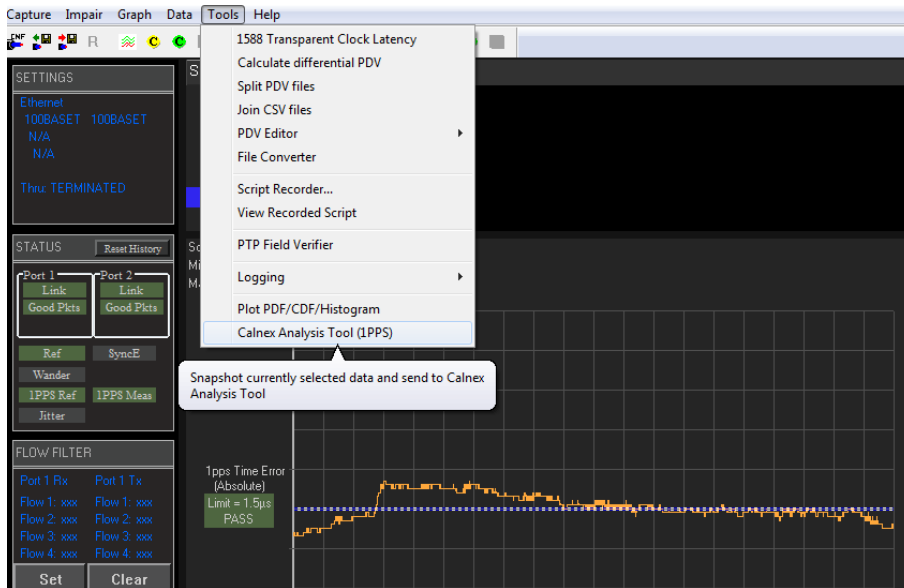 Capture Impair Graph Data Tools Help
CNF
R
C
C
1588 Transparent Clock Latency
Calculate differential PDV
Split PDV files
Join CSV files
PDV Editor
File Converter
Script Recorder...
View Recorded Script
PTP Field Verifier
Logging
Plot PDF/CDF/Histogram
Calnex Analysis Tool (1PPS)
Snapshot currently selected data and send to Calnex
Analysis Tool
SETTINGS
Ethernet
100BASET 100BASET
N/A
N/A
Thru: TERMINATED
STATUS Reset History
Port 1 Port 2
Link Link
Good Pkts Good Pkts
Ref SyncE
Wander
1PPS Ref 1PPS Meas
Jitter
FLOW FILTER
Port 1 Rx Port 1 Tx
Flow 1: xxx Flow 1: xxx
Flow 2: xxx Flow 2: xxx
Flow 3: xxx Flow 3: xxx
Flow 4: xxx Flow 4: xxx
Set Clear
1pps Time Error
(Absolute)
Limit = 1.5µs
PASS